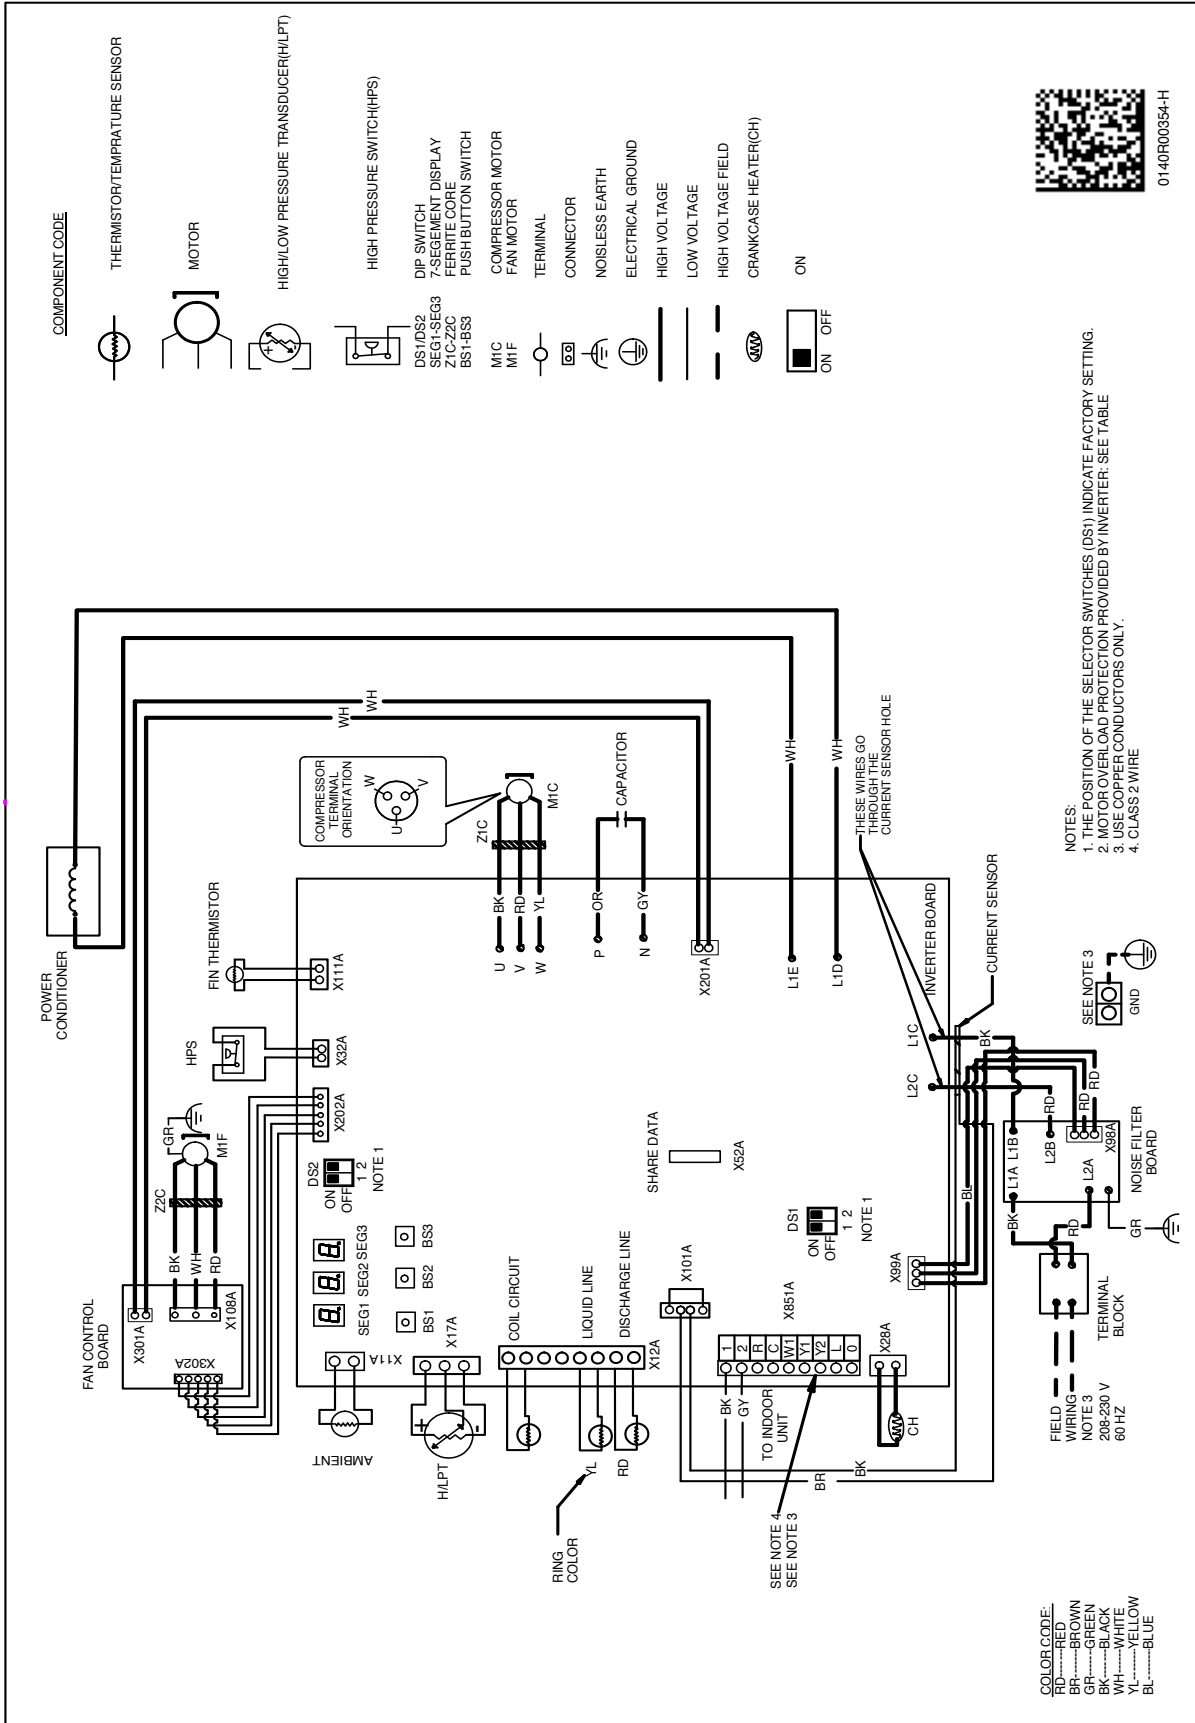 COMPONENT CODE
THERMISTOR/TEMPRATURE SENSOR
MOTOR
HIGH/LOW PRESSURE TRANSDUCER(H/LPT)
+
HIGH PRESSURE SWITCH(HPS)
DS1/DS2 DIP SWITCH
SEG1-SEG3 7-SEGEMENT DISPLAY
Z1C-Z2C FERRITE CORE
BS1-BS3 PUSH BUTTON SWITCH
M1C COMPRESSOR MOTOR
M1F FAN MOTOR
TERMINAL
CONNECTOR
NOISLESS EARTH
ELECTRICAL GROUND
HIGH VOLTAGE
LOW VOLTAGE
HIGH VOLTAGE FIELD
CRANKCASE HEATER(CH)
ON
ON OFF
0140R00354-H
POWER
CONDITIONER
FIN THERMISTOR
X111A
HPS
X32A
X202A
GR
M1F
Z2C
BK
WH
RD
FAN CONTROL
BOARD
X301A
X108A
X302A
WH
WH
COMPRESSOR
TERMINAL
ORIENTATION
W
V
U
M1C
Z1C
BK
RD
YL
U
V
W
CAPACITOR
OR
GY
P
N
X201A
WH
WH
L1E
L1D
DS2
ON
OFF
1 2
NOTE 1
SEG1 SEG2 SEG3
BS1
BS2
BS3
AMBIENT
X11A
H/LPT
+
X17A
COIL CIRCUIT
LIQUID LINE
DISCHARGE LINE
X12A
YL
RD
RING
COLOR
SHARE DATA
X52A
DS1
ON
OFF
1 2
NOTE 1
X101A
X851A
1
2
R
C
W1
Y1
Y2
L
0
BK
GY
TO INDOOR
UNIT
SEE NOTE 4
SEE NOTE 3
BR
BK
X28A
CH
X99A
BL
INVERTER BOARD
L2C
L1C
THESE WIRES GO
THROUGH THE
CURRENT SENSOR HOLE
CURRENT SENSOR
BK
RD
RD
RD
L1A
L1B
L2B
L2A
X98A
NOISE FILTER
BOARD
BK
RD
GR
SEE NOTE 3
GND
TERMINAL
BLOCK
FIELD
WIRING
NOTE 3
208-230 V
60 HZ
NOTES:
1. THE POSITION OF THE SELECTOR SWITCHES (DS1) INDICATE FACTORY SETTING.
2. MOTOR OVERLOAD PROTECTION PROVIDED BY INVERTER: SEE TABLE
3. USE COPPER CONDUCTORS ONLY.
4. CLASS 2 WIRE
COLOR CODE:
RD------RED
BR------BROWN
GR------GREEN
BK------BLACK
WH-----WHITE
YL------YELLOW
BL------BLUE